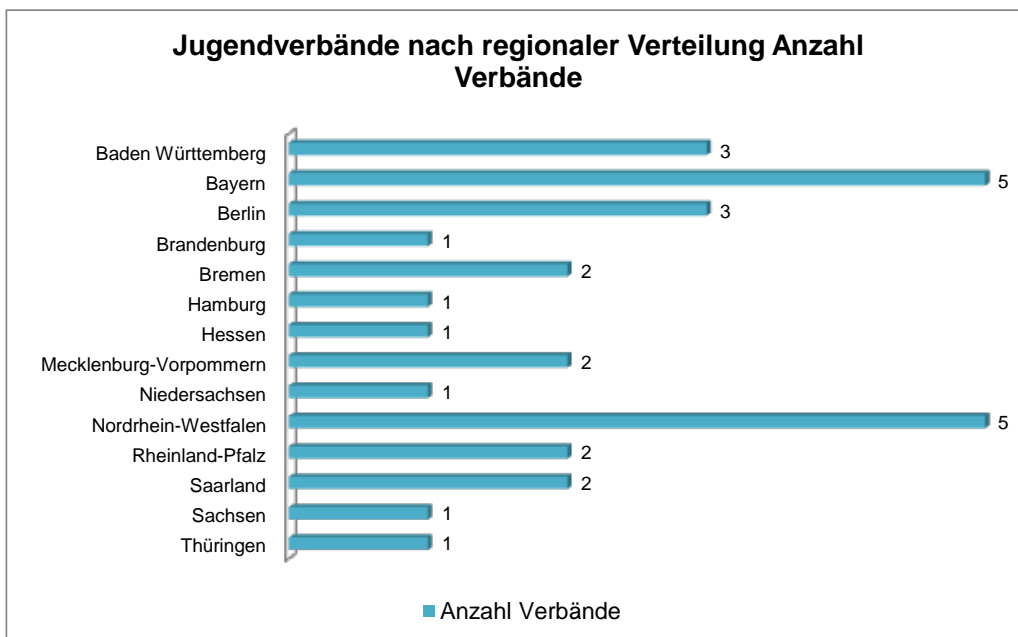 Jugendverbände nach regionaler Verteilung Anzahl
Verbände
Baden Württemberg 3
Bayern 5
Berlin 3
Brandenburg 1
Bremen 2
Hamburg 1
Hessen 1
Mecklenburg-Vorpommern 2
Niedersachsen 1
Nordrhein-Westfalen 5
Rheinland-Pfalz 2
Saarland 2
Sachsen 1
Thüringen 1
Anzahl Verbände